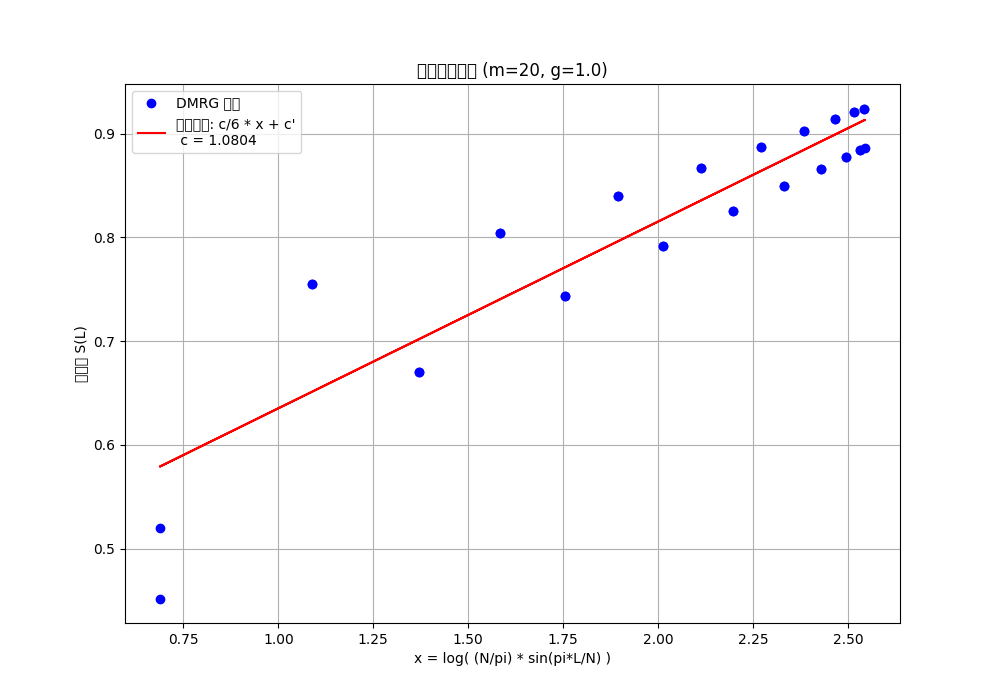 (m=20, g=1.0)
DMRG
: c/6 * x + c'
c = 1.0804
S(L)
0.9
0.8
0.7
0.6
0.5
0.75
1.00
1.25
1.50
1.75
2.00
2.25
2.50
x = log( (N/pi) * sin(pi*L/N) )